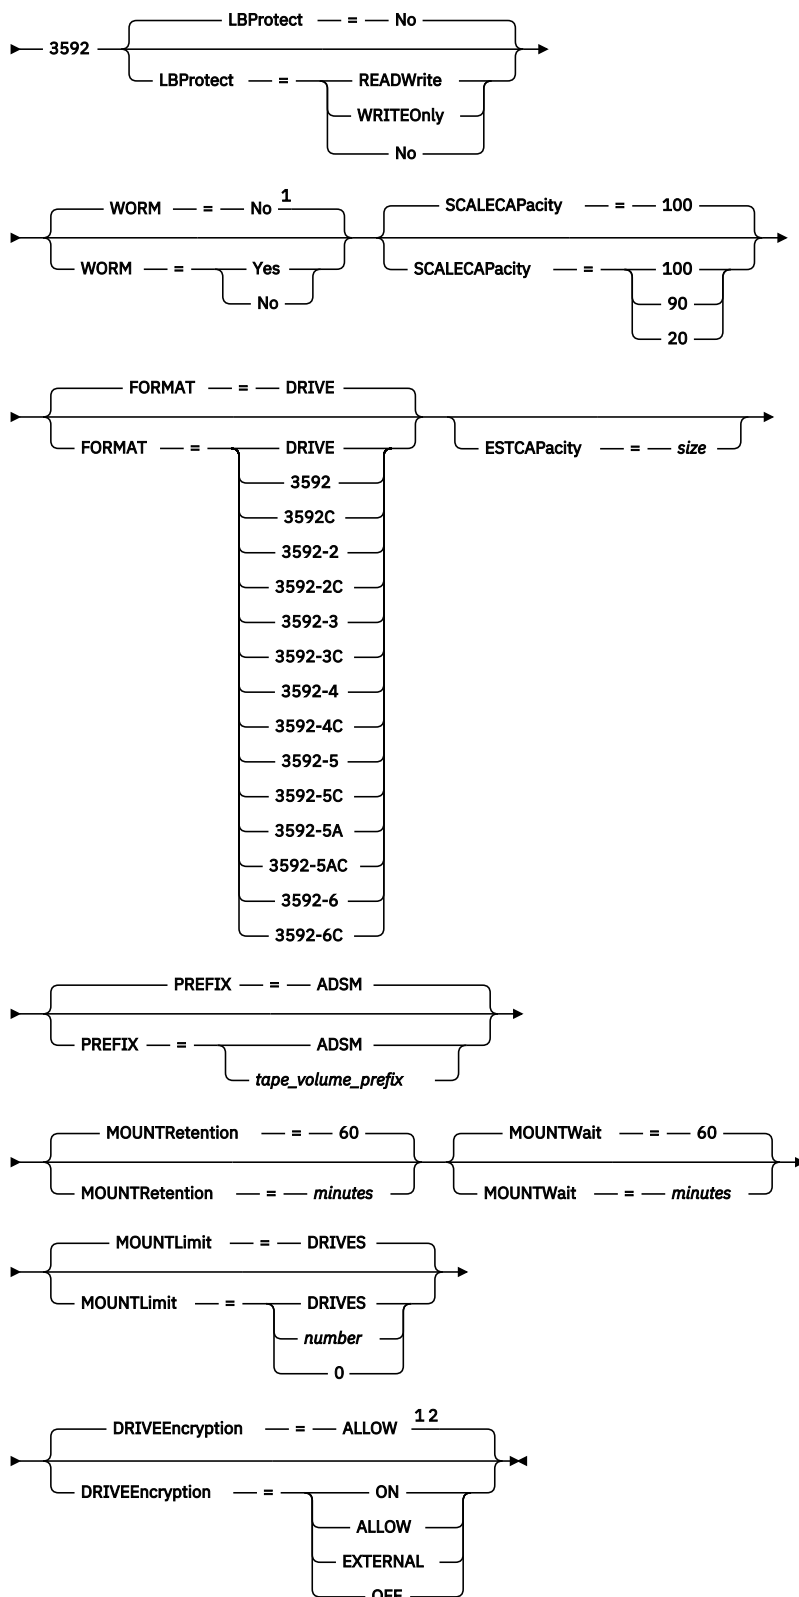 LBProtect = No
3592
LBProtect = READWrite
WRITEOnly
No
WORM = No 1
WORM = Yes
No
SCALECAPacity = 100
SCALECAPacity = 100
90
20
FORMAT = DRIVE
FORMAT = DRIVE
3592
3592C
3592-2
3592-2C
3592-3
3592-3C
3592-4
3592-4C
3592-5
3592-5C
3592-5A
3592-5AC
3592-6
3592-6C
ESTCAPacity = size
PREFIX = ADSM
PREFIX = ADSM
tape_volume_prefix
MOUNTRetention = 60
MOUNTRetention = minutes
MOUNTWait = 60
MOUNTWait = minutes
MOUNTLimit = DRIVES
MOUNTLimit = DRIVES
number
0
DRIVEEncryption = ALLOW 1 2
DRIVEEncryption = ON
ALLOW
EXTERNAL
OFF